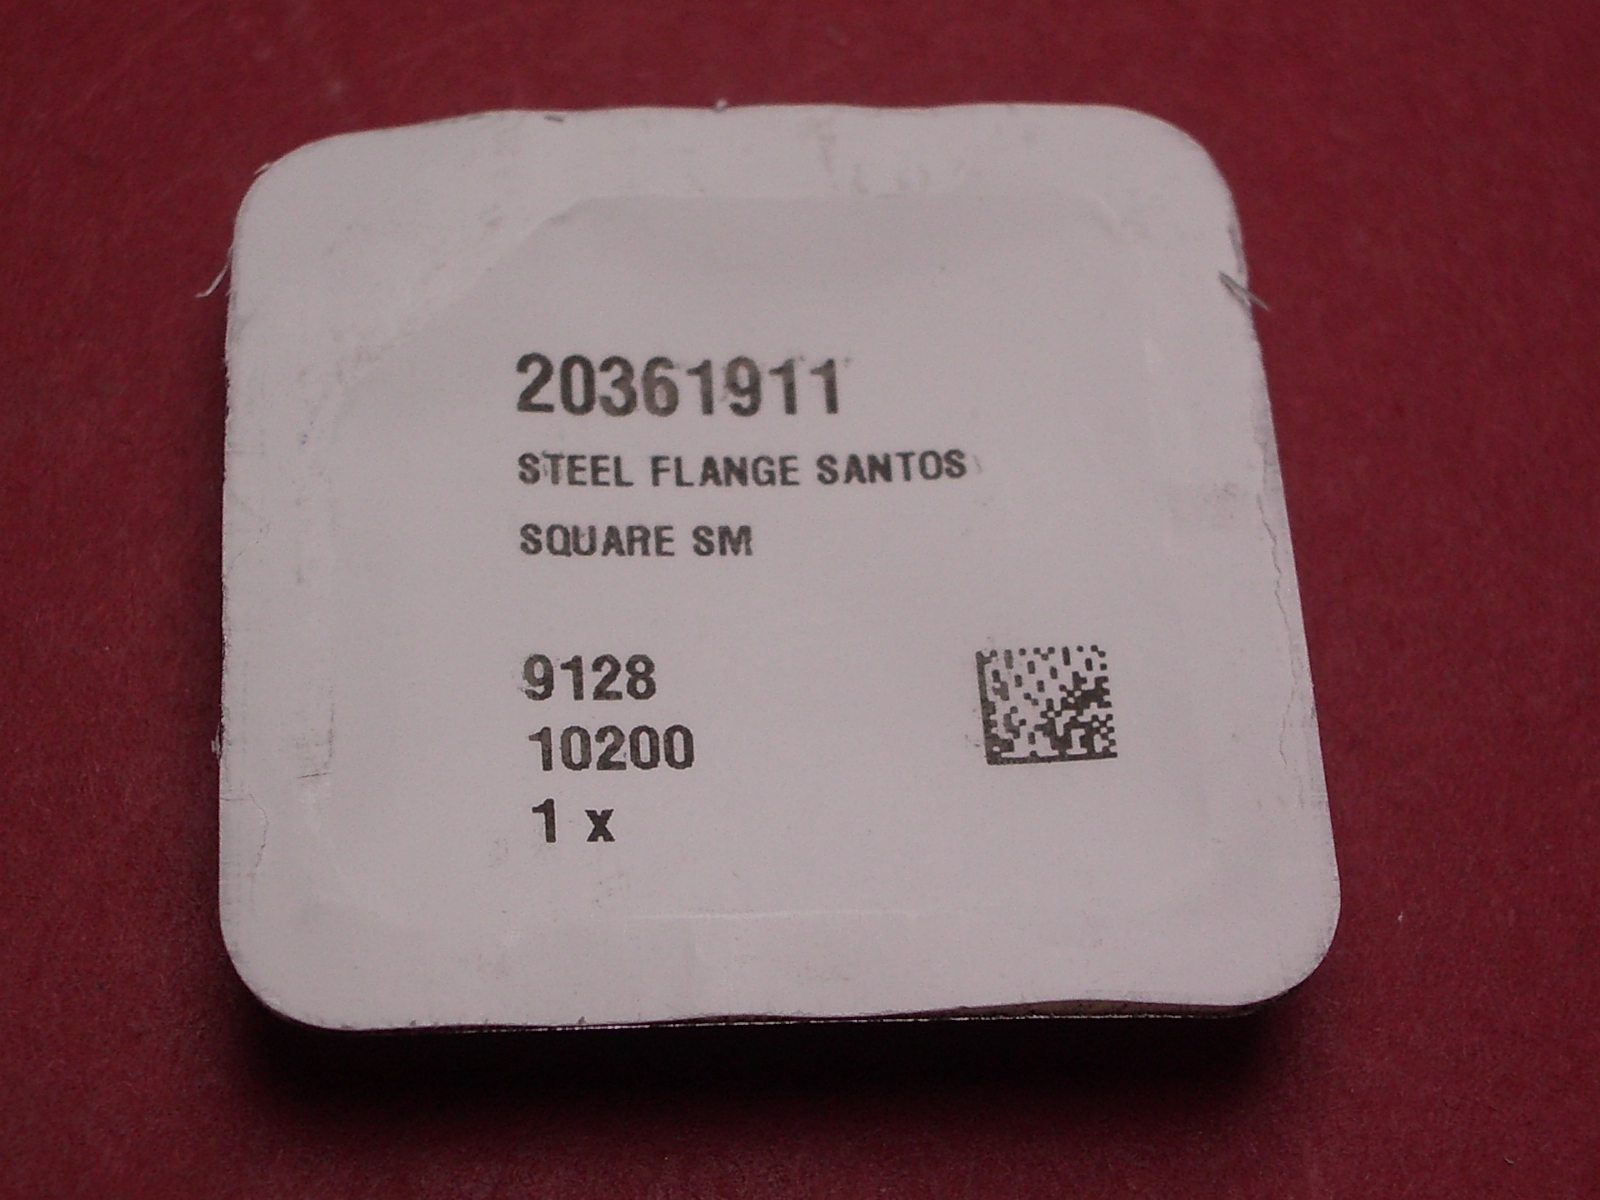 20361911
STEEL FLANGE SANTOS
SQUARE SM
9128
10200
1 x